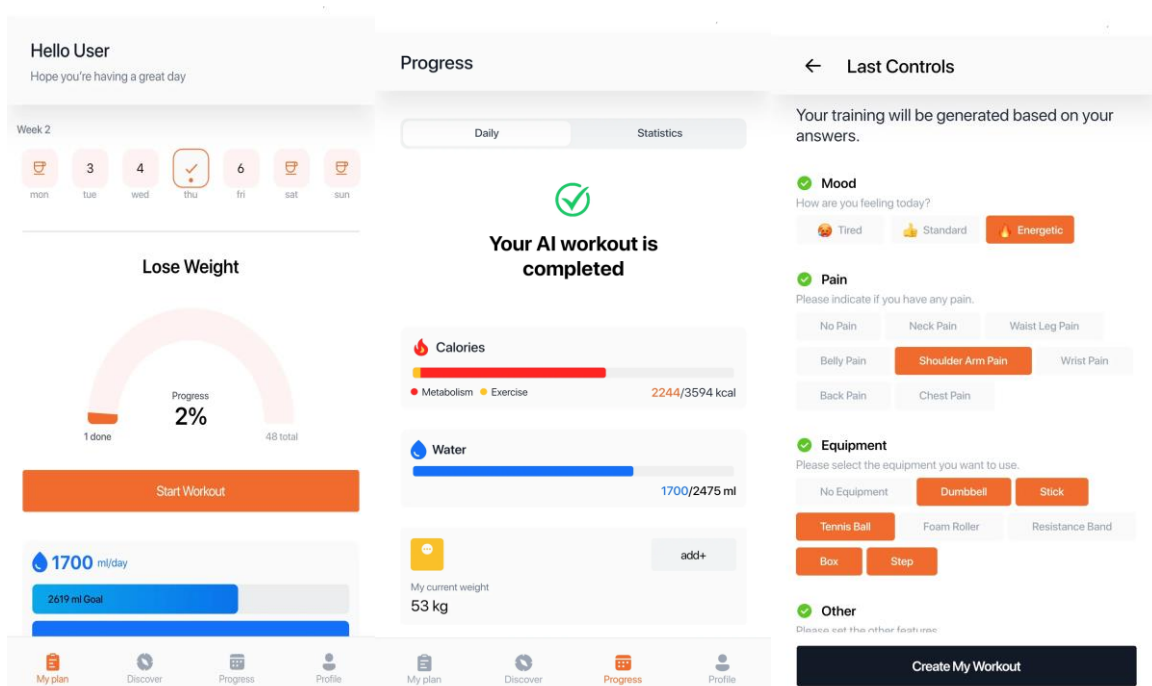 Hello User
Hope you're having a great day
Week 2
3 4 6
mon tue wed thu fri sat sun
Lose Weight
Progress
2%
1 done 48 total
Start Workout
1700 ml/day
2619 ml Goal
My plan Discover Progress Profile
Progress
Daily Statistics
Your AI workout is
completed
Calories
Metabolism Exercise 2244/3594 kcal
Water
1700/2475 ml
add+
My current weight
53 kg
My plan Discover Progress Profile
Last Controls
Your training will be generated based on your
answers.
Mood
How are you feeling today?
Tired Standard Energetic
Pain
Please indicate if you have any pain.
No Pain Neck Pain Waist Leg Pain
Belly Pain Shoulder Arm Pain Wrist Pain
Back Pain Chest Pain
Equipment
Please select the equipment you want to use.
No Equipment Dumbbell Stick
Tennis Ball Foam Roller Resistance Band
Box Step
Other
Please set the other features
Create My Workout